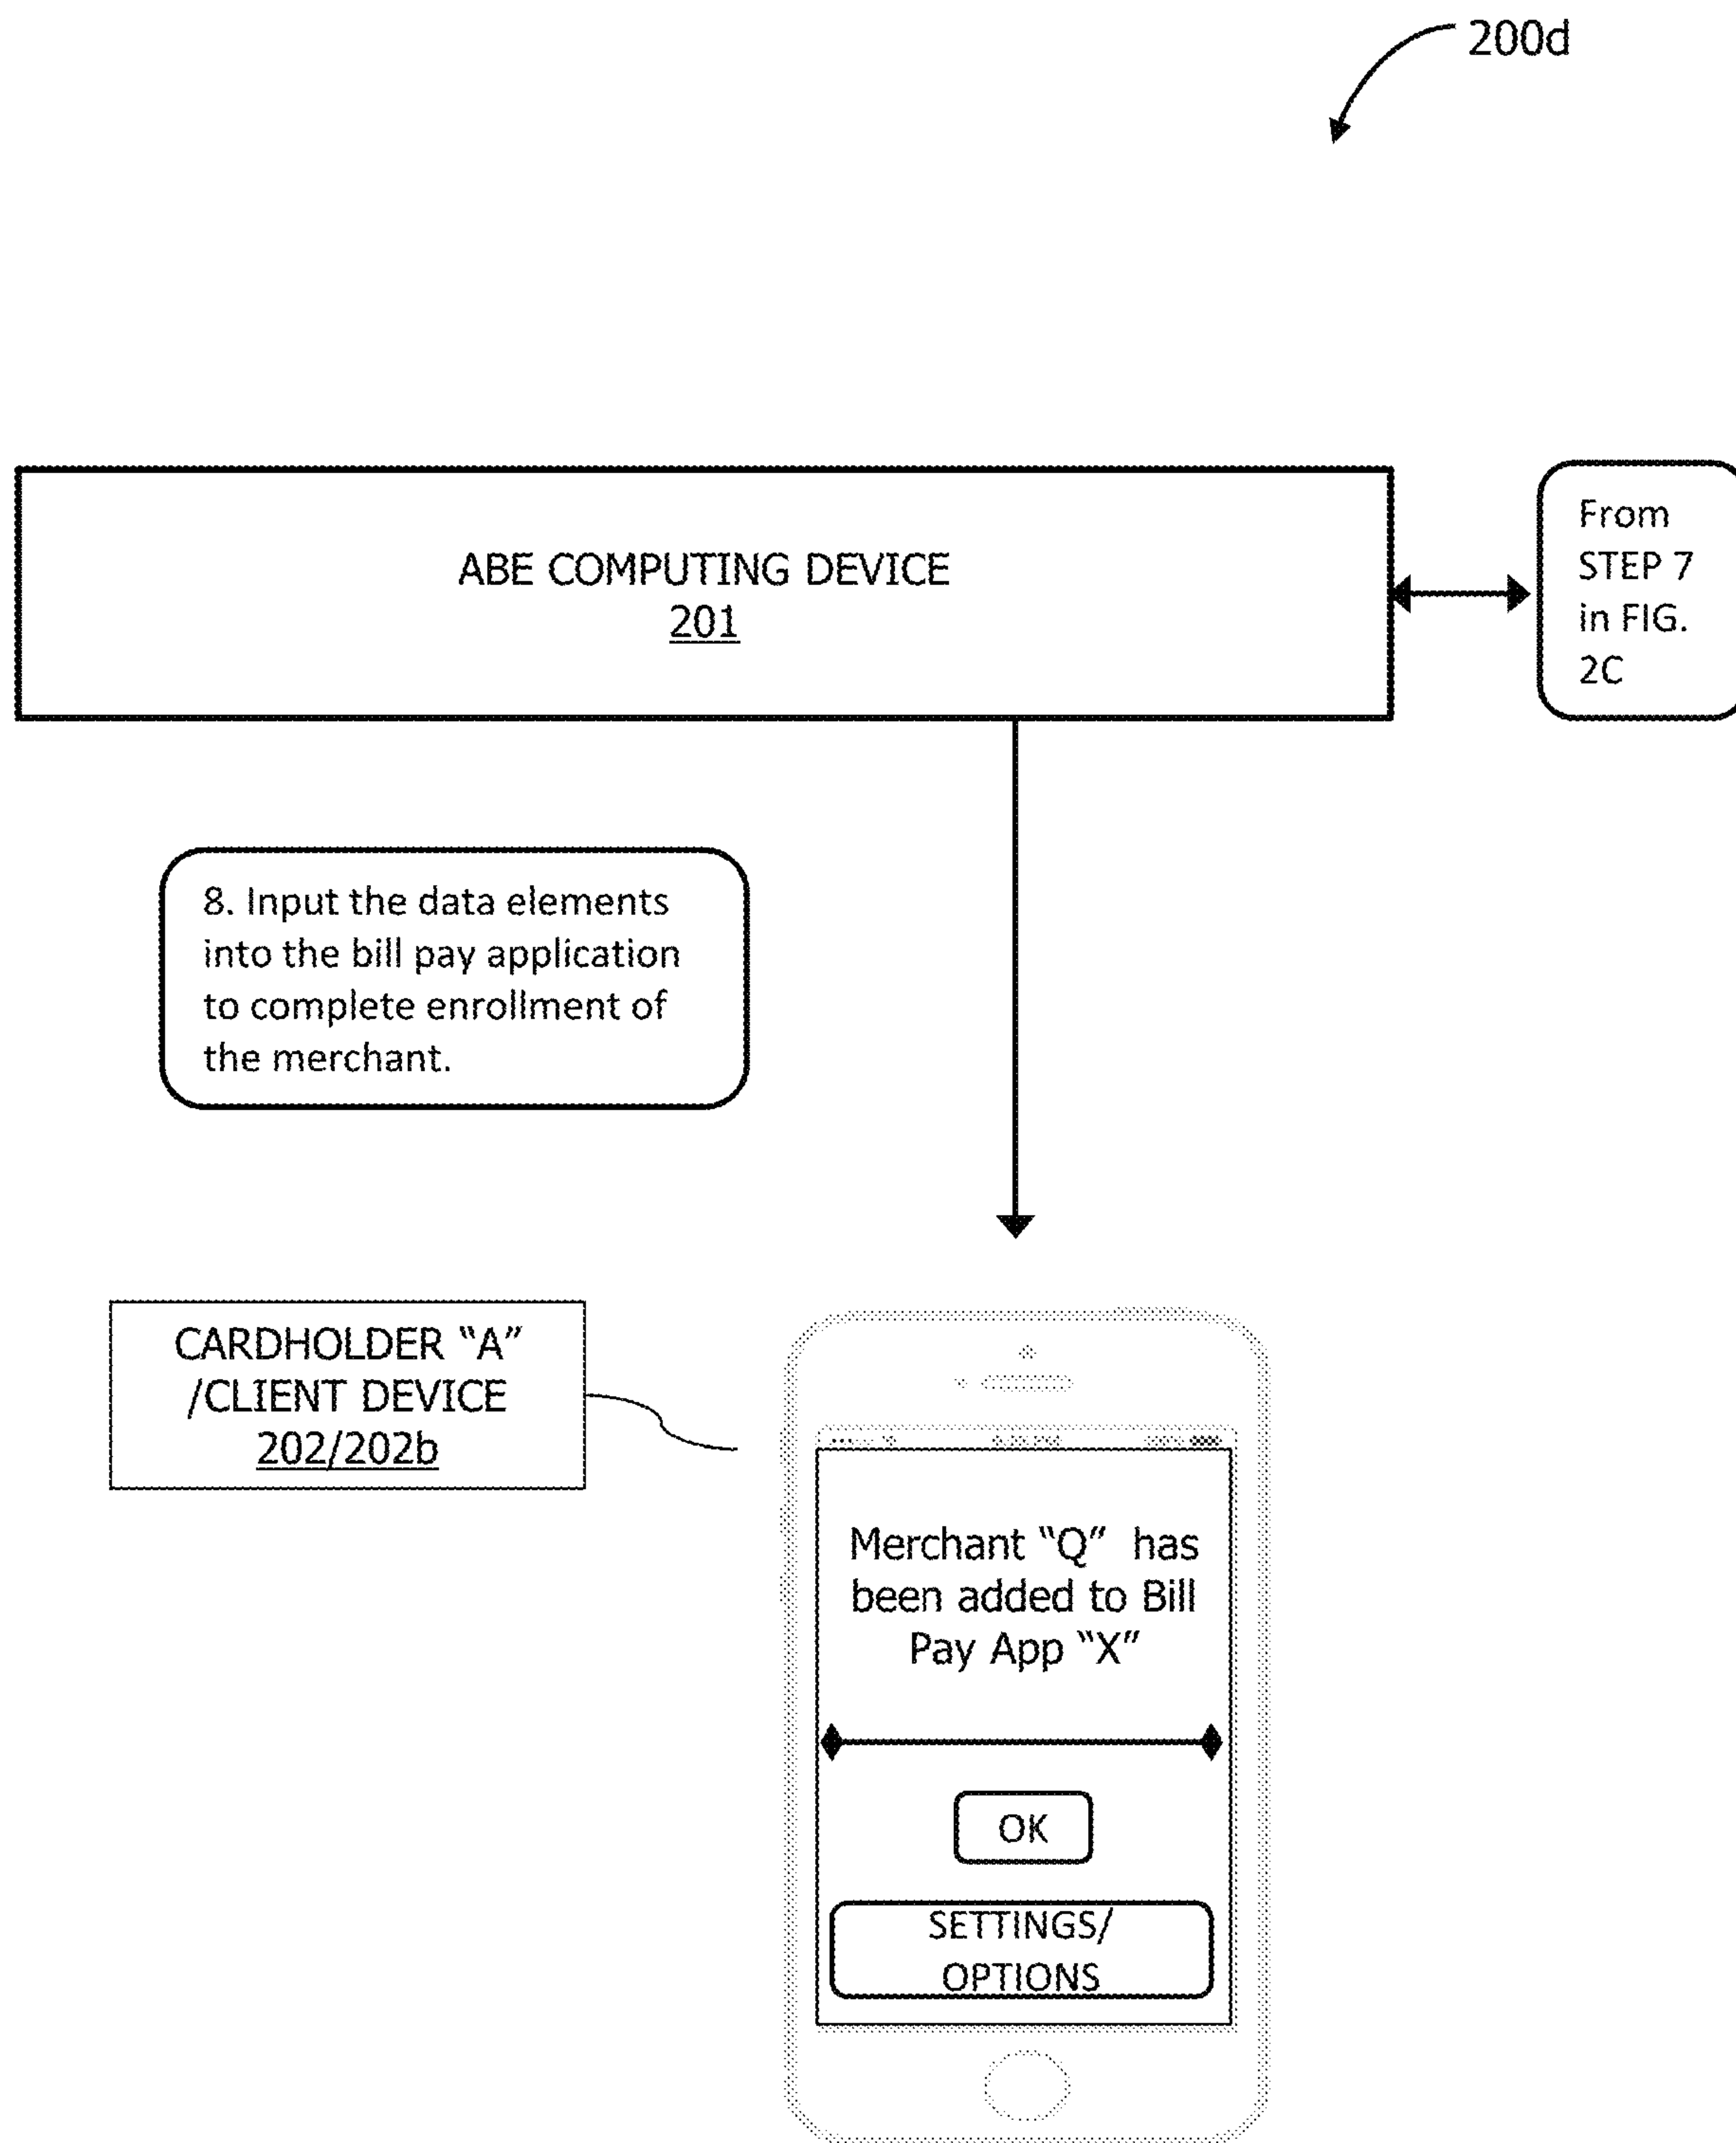 200d
ABE COMPUTING DEVICE
201
From
STEP 7
in FIG.
2C
8. Input the data elements
into the bill pay application
to complete enrollment of
the merchant.
CARDHOLDER “A”
/CLIENT DEVICE
202/202b
Merchant “Q” has
been added to Bill
Pay App “X”
OK
SETTINGS/
OPTIONS